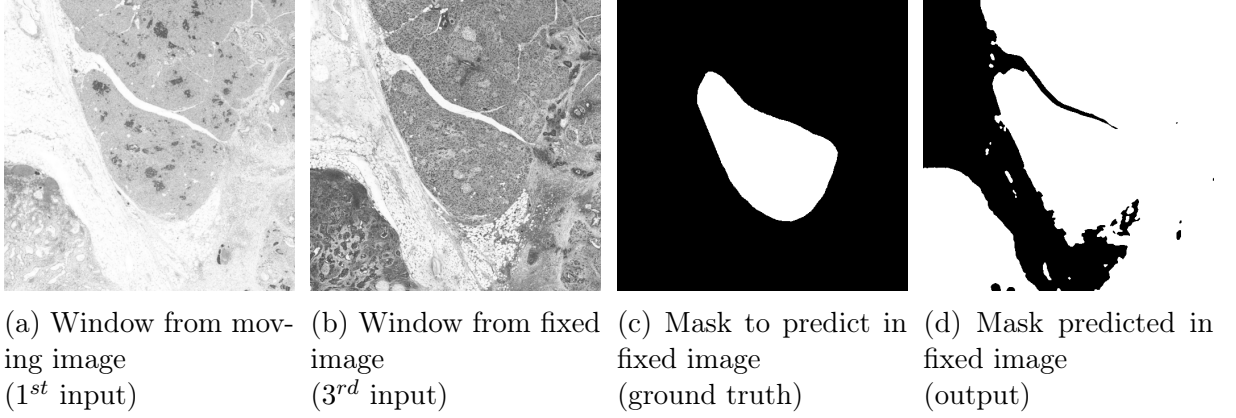 (a) Window from mov-
ing image
(1st input)
(b) Window from fixed
image
(3rd input)
(c) Mask to predict in
fixed image
(ground truth)
(d) Mask predicted in
fixed image
(output)